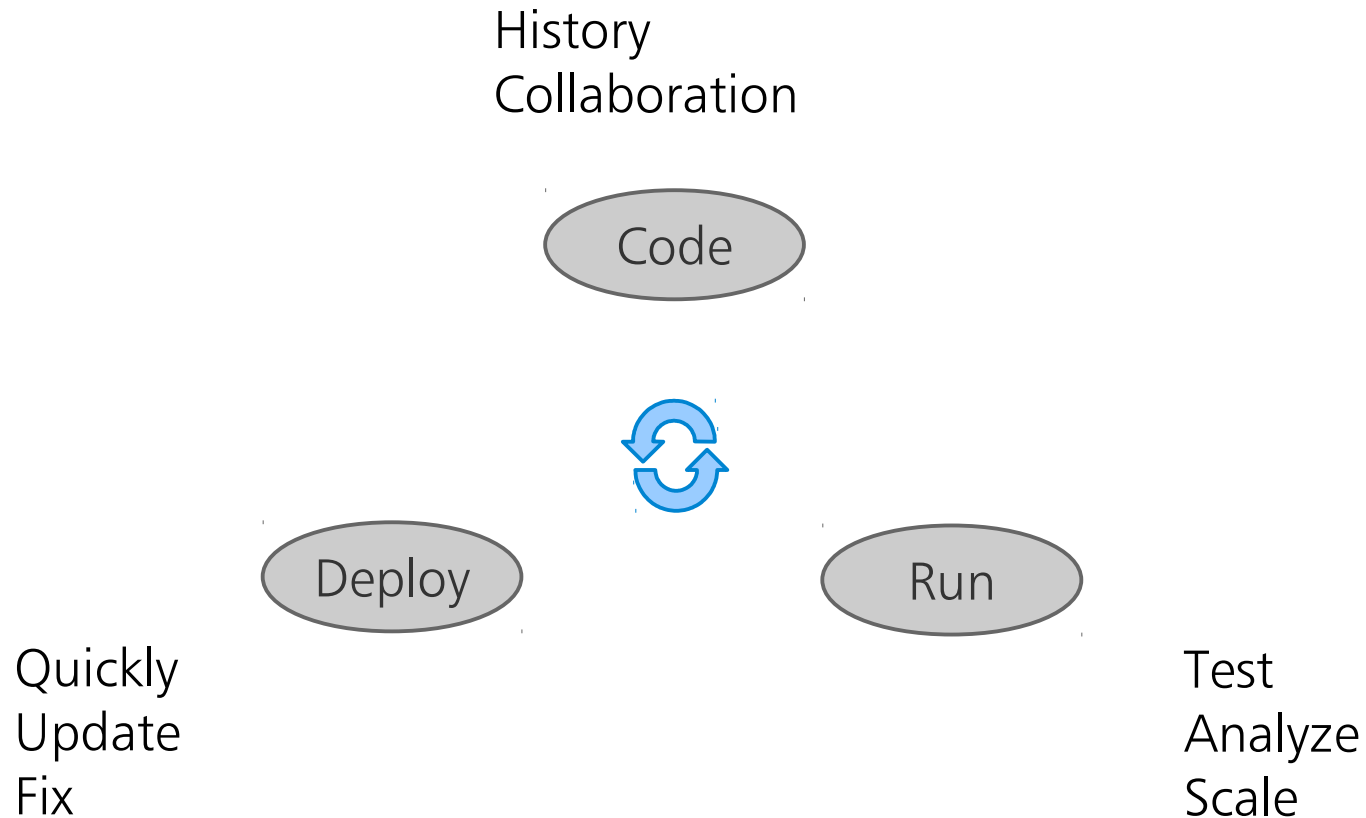 History
Collaboration
Code
Deploy
Run
Quickly
Update
Fix
Test
Analyze
Scale